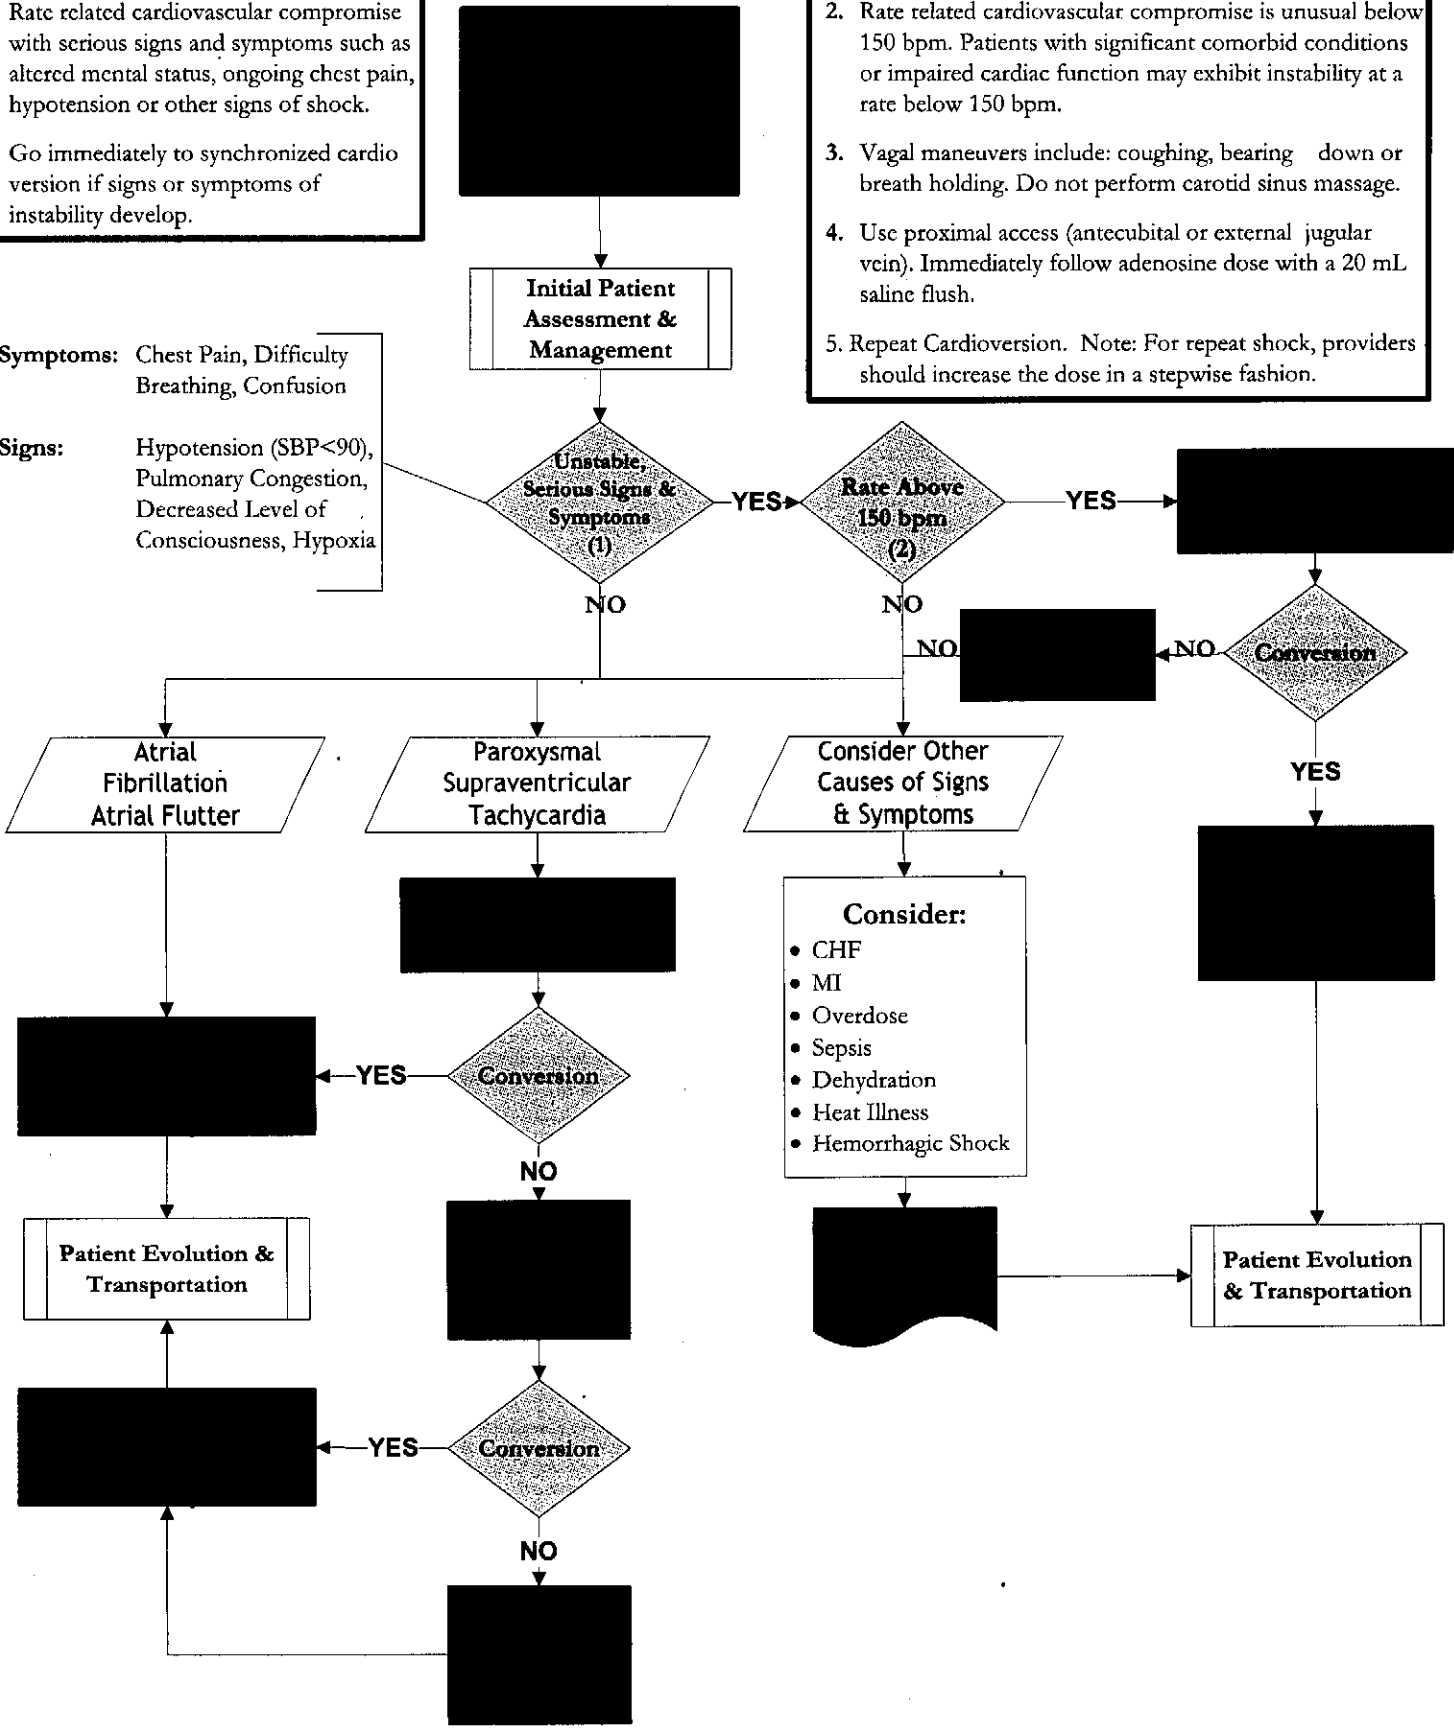 Rate related cardiovascular compromise
with serious signs and symptoms such as
altered mental status, ongoing chest pain,
hypotension or other signs of shock.
Go immediately to synchronized cardio
version if signs or symptoms of
instability develop.
2. Rate related cardiovascular compromise is unusual below
150 bpm. Patients with significant comorbid conditions
or impaired cardiac function may exhibit instability at a
rate below 150 bpm.
3. Vagal maneuvers include: coughing, bearing down or
breath holding. Do not perform carotid sinus massage.
4. Use proximal access (antecubital or external jugular
vein). Immediately follow adenosine dose with a 20 mL
saline flush.
5. Repeat Cardioversion. Note: For repeat shock, providers
should increase the dose in a stepwise fashion.
Initial Patient
Assessment &
Management
Symptoms: Chest Pain, Difficulty
Breathing, Confusion
Signs: Hypotension (SBP<90),
Pulmonary Congestion,
Decreased Level of
Consciousness, Hypoxia
Unstable,
Serious Signs &
Symptoms
(1)
YES
Rate Above
150 bpm
(2)
YES
NO
NO
NO
NO
Conversion
YES
Atrial
Fibrillation
Atrial Flutter
Paroxysmal
Supraventricular
Tachycardia
Consider Other
Causes of Signs
& Symptoms
Consider:
• CHF
• MI
• Overdose
• Sepsis
• Dehydration
• Heat Illness
• Hemorrhagic Shock
YES
Conversion
NO
Patient Evolution &
Transportation
Patient Evolution
& Transportation
YES
Conversion
NO